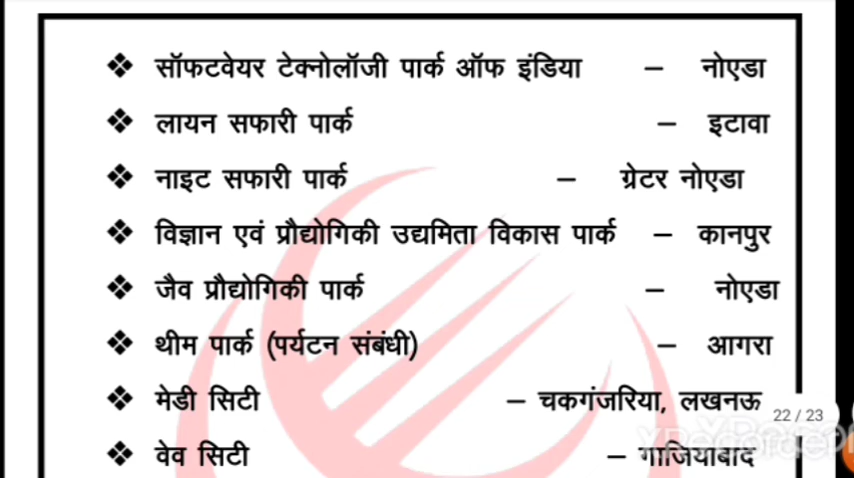 ❖ सॉफटवेयर टेक्नोलॉजी पार्क ऑफ इंडिया – नोएडा
❖ लायन सफारी पार्क – इटावा
❖ नाइट सफारी पार्क – ग्रेटर नोएडा
❖ विज्ञान एवं प्रौद्योगिकी उद्यमिता विकास पार्क – कानपुर
❖ जैव प्रौद्योगिकी पार्क – नोएडा
❖ थीम पार्क (पर्यटन संबंधी) – आगरा
❖ मेडी सिटी – चकगंजरिया, लखनऊ
22 / 23
❖ वेव सिटी – गाजियाबाद